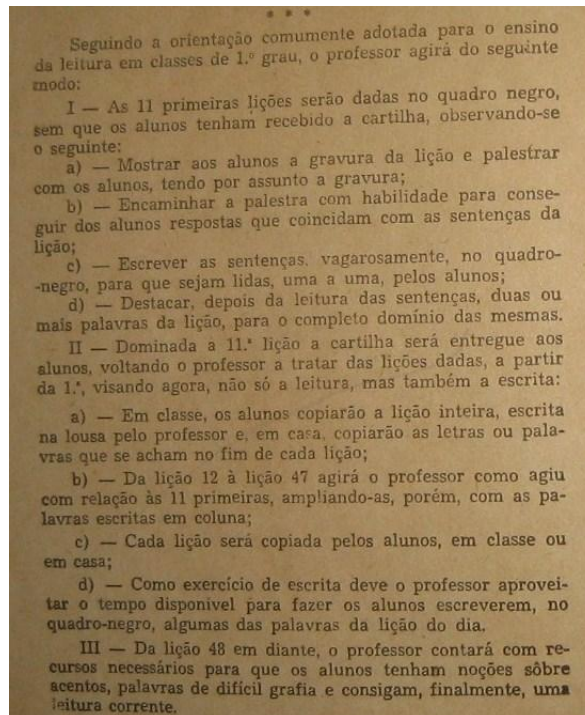 * * *
Seguindo a orientação comumente adotada para o ensino
da leitura em classes de 1.º grau, o professor agirá do seguinte
modo:
I — As 11 primeiras lições serão dadas no quadro negro,
sem que os alunos tenham recebido a cartilha, observando-se
o seguinte:
a) — Mostrar aos alunos a gravura da lição e palestrar
com os alunos, tendo por assunto a gravura;
b) — Encaminhar a palestra com habilidade para conse-
guir dos alunos respostas que coincidam com as sentenças da
lição;
c) — Escrever as sentenças, vagarosamente, no quadro-
-negro, para que sejam lidas, uma a uma, pelos alunos;
d) — Destacar, depois da leitura das sentenças, duas ou
mais palavras da lição, para o completo domínio das mesmas.
II — Dominada a 11.ª lição a cartilha será entregue aos
alunos, voltando o professor a tratar das lições dadas, a partir
da 1.ª, visando agora, não só a leitura, mas também a escrita:
a) — Em classe, os alunos copiarão a lição inteira, escrita
na lousa pelo professor e, em casa, copiarão as letras ou pala-
vras que se acham no fim de cada lição;
b) — Da lição 12 à lição 47 agirá o professor como agiu
com relação às 11 primeiras, ampliando-as, porém, com as pa-
lavras escritas em coluna;
c) — Cada lição será copiada pelos alunos, em classe ou
em casa;
d) — Como exercício de escrita deve o professor aprovei-
tar o tempo disponivel para fazer os alunos escreverem, no
quadro-negro, algumas das palavras da lição do dia.
III — Da lição 48 em diante, o professor contará com re-
cursos necessários para que os alunos tenham noções sôbre
acentos, palavras de difícil grafia e consigam, finalmente, uma
leitura corrente.